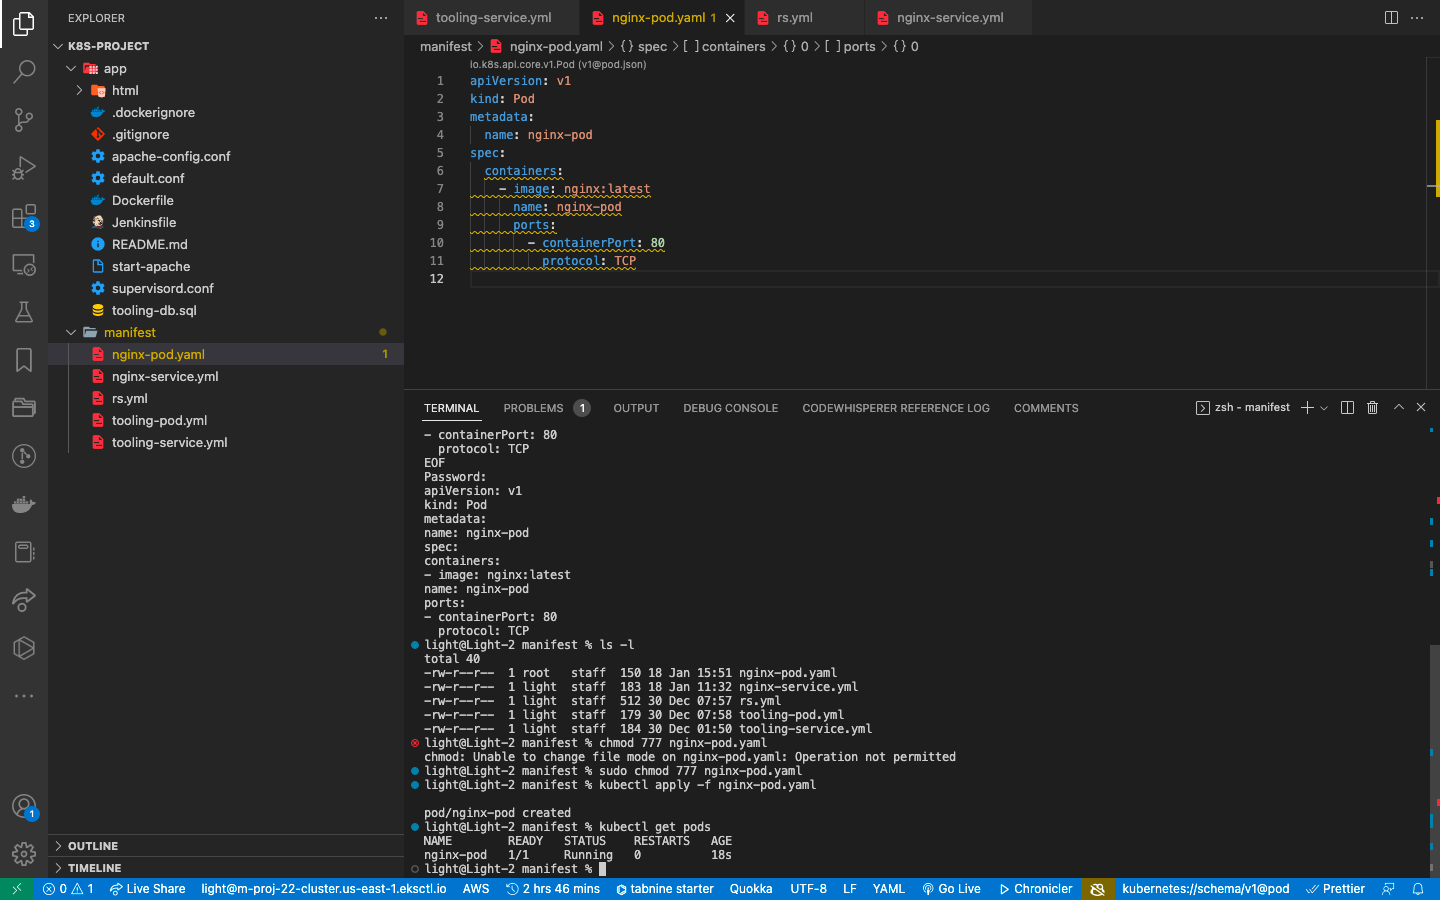 EXPLORER
K8S-PROJECT
app
html
.dockerignore
.gitignore
apache-config.conf
default.conf
Dockerfile
Jenkinsfile
README.md
start-apache
supervisord.conf
tooling-db.sql
manifest
nginx-pod.yaml 1
nginx-service.yml
rs.yml
tooling-pod.yml
tooling-service.yml
OUTLINE
TIMELINE
3
1
tooling-service.yml nginx-pod.yaml 1 rs.yml nginx-service.yml
manifest > nginx-pod.yaml > {} spec > [ ] containers > {} 0 > [ ] ports > {} 0
io.k8s.api.core.v1.Pod (v1@pod.json)
1 apiVersion: v1
2 kind: Pod
3 metadata:
4 name: nginx-pod
5 spec:
6 containers:
7 - image: nginx:latest
8 name: nginx-pod
9 ports:
10 - containerPort: 80
11 protocol: TCP
12
TERMINAL PROBLEMS 1 OUTPUT DEBUG CONSOLE CODEWHISPERER REFERENCE LOG COMMENTS zsh - manifest
- containerPort: 80
protocol: TCP
EOF
Password:
apiVersion: v1
kind: Pod
metadata:
name: nginx-pod
spec:
containers:
- image: nginx:latest
name: nginx-pod
ports:
- containerPort: 80
protocol: TCP
light@Light-2 manifest % ls -l
total 40
-rw-r--r-- 1 root staff 150 18 Jan 15:51 nginx-pod.yaml
-rw-r--r-- 1 light staff 183 18 Jan 11:32 nginx-service.yml
-rw-r--r-- 1 light staff 512 30 Dec 07:57 rs.yml
-rw-r--r-- 1 light staff 179 30 Dec 07:58 tooling-pod.yml
-rw-r--r-- 1 light staff 184 30 Dec 01:50 tooling-service.yml
light@Light-2 manifest % chmod 777 nginx-pod.yaml
chmod: Unable to change file mode on nginx-pod.yaml: Operation not permitted
light@Light-2 manifest % sudo chmod 777 nginx-pod.yaml
light@Light-2 manifest % kubectl apply -f nginx-pod.yaml
pod/nginx-pod created
light@Light-2 manifest % kubectl get pods
NAME READY STATUS RESTARTS AGE
nginx-pod 1/1 Running 0 18s
light@Light-2 manifest %
0 1 Live Share light@m-proj-22-cluster.us-east-1.eksctl.io AWS 2 hrs 46 mins tabnine starter Quokka UTF-8 LF YAML Go Live Chronicler kubernetes://schema/v1@pod Prettier